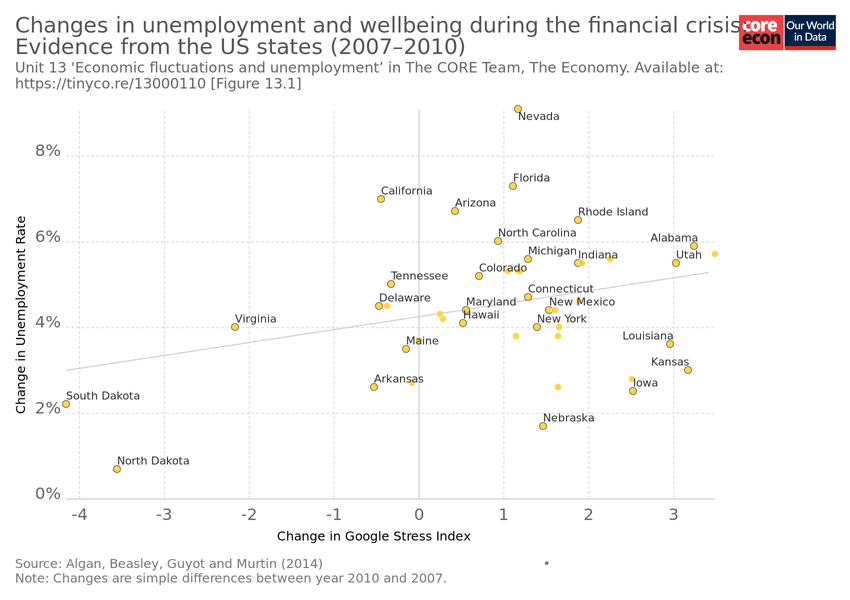 Changes in unemployment and wellbeing during the financial crisis
Evidence from the US states (2007–2010)
core
econ
Our World
in Data
Unit 13 'Economic fluctuations and unemployment’ in The CORE Team, The Economy. Available at:
https://tinyco.re/13000110 [Figure 13.1]
Nevada
8%
Florida
California
Arizona
Rhode Island
North Carolina
6%
Alabama
Michigan
Indiana
Utah
Colorado
Tennessee
Connecticut
Delaware
Maryland
New Mexico
Hawaii
Virginia
New York
4%
Maine
Louisiana
Kansas
Arkansas
Iowa
South Dakota
2%
Nebraska
North Dakota
0%
Change in Unemployment Rate
-4 -3 -2 -1 0 1 2 3
Change in Google Stress Index
Source: Algan, Beasley, Guyot and Murtin (2014)
Note: Changes are simple differences between year 2010 and 2007.